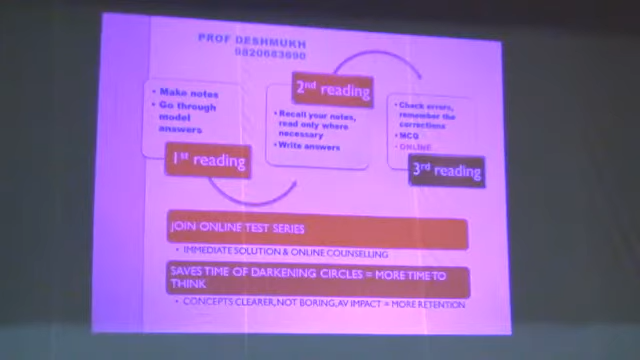 PROF DESHMUKH
0820683690
• Make notes
• Go through
model
answers
1st reading
2nd reading
• Recall your notes,
read only where
necessary
• Write answers
• Check errors,
remember the
corrections
• MCQ
• ONLINE
3rd reading
JOIN ONLINE TEST SERIES
• IMMEDIATE SOLUTION & ONLINE COUNSELLING
SAVES TIME OF DARKENING CIRCLES = MORE TIME TO
THINK
• CONCEPTS CLEARER, NOT BORING, AV IMPACT = MORE RETENTION